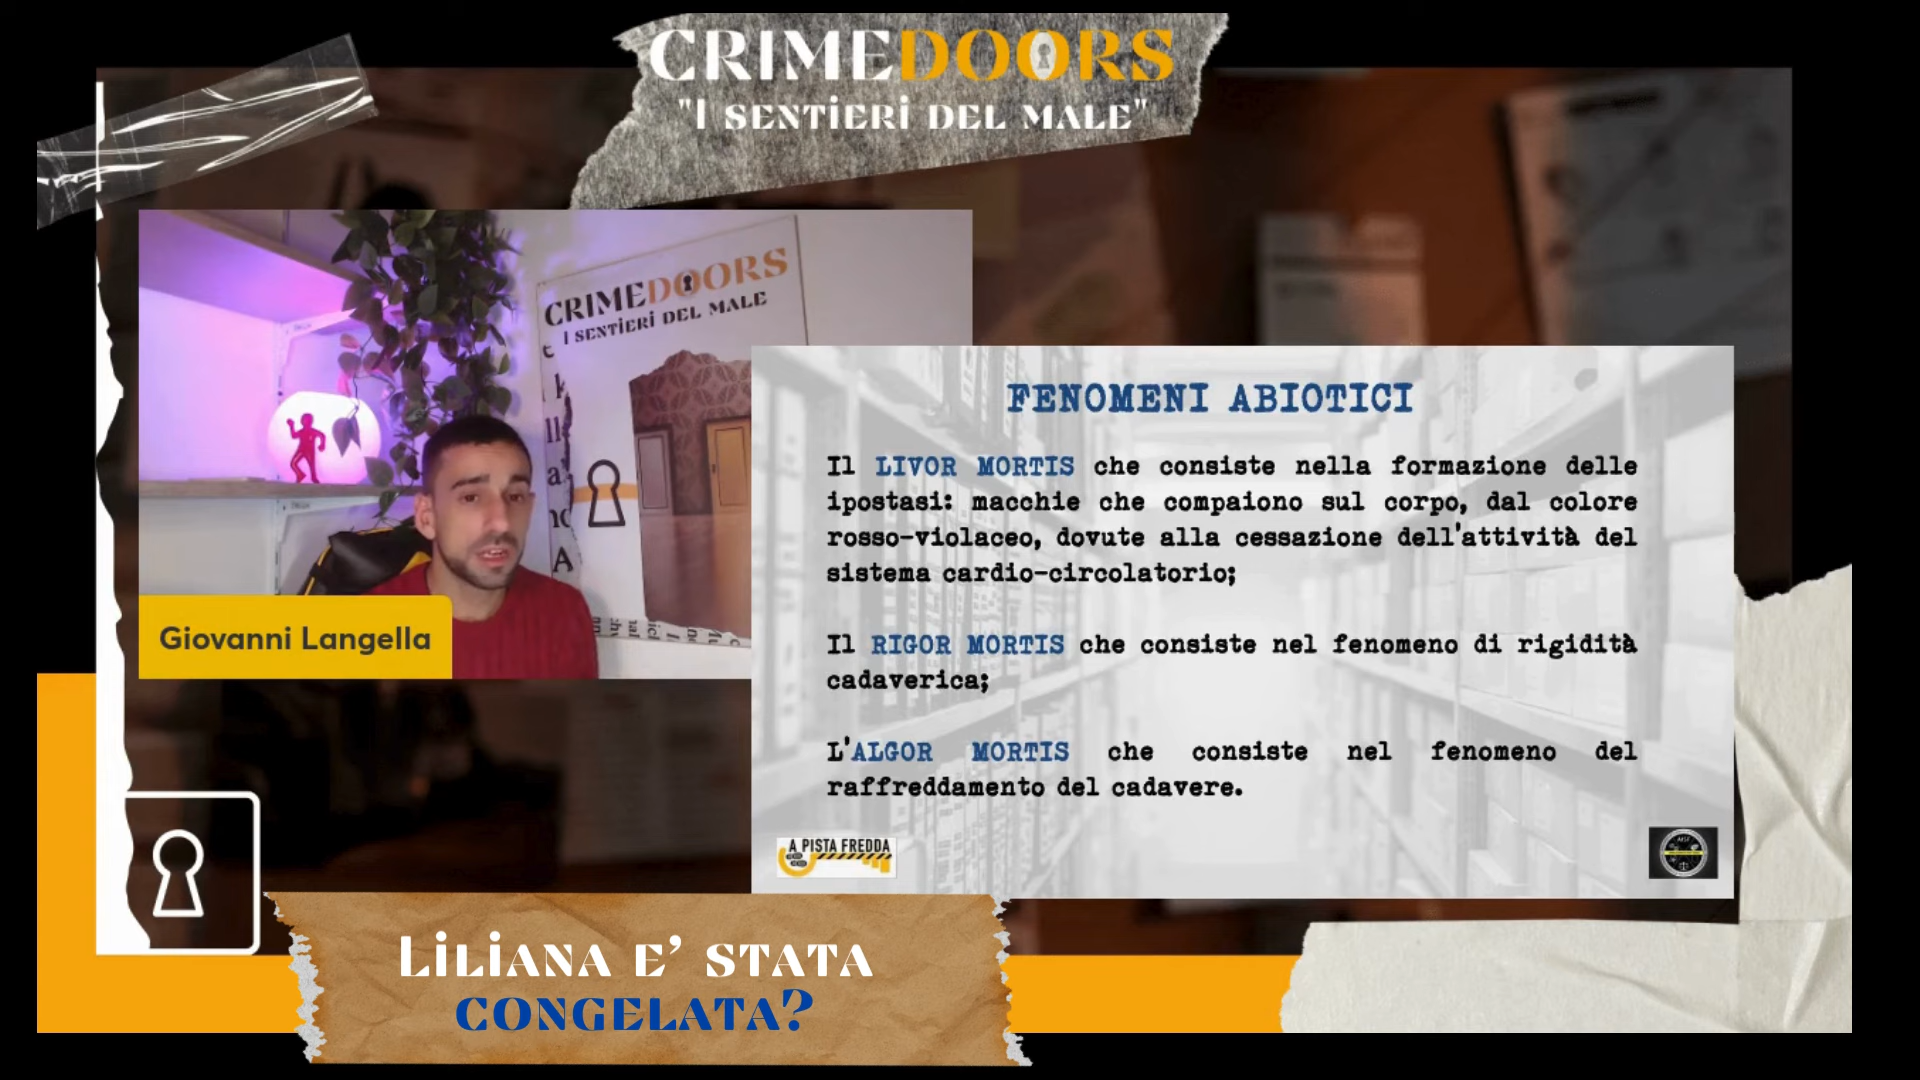 CRIMEDOORS
"I SENTIERI DEL MALE"
CRIMEDOORS
I SENTIERI DEL MALE
Giovanni Langella
FENOMENI ABIOTICI
Il LIVOR MORTIS che consiste nella formazione delle
ipostasi: macchie che compaiono sul corpo, dal colore
rosso-violaceo, dovute alla cessazione dell'attività del
sistema cardio-circolatorio;
Il RIGOR MORTIS che consiste nel fenomeno di rigidità
cadaverica;
L'ALGOR MORTIS che consiste nel fenomeno del
raffreddamento del cadavere.
A PISTA FREDDA
LILIANA E' STATA
CONGELATA?